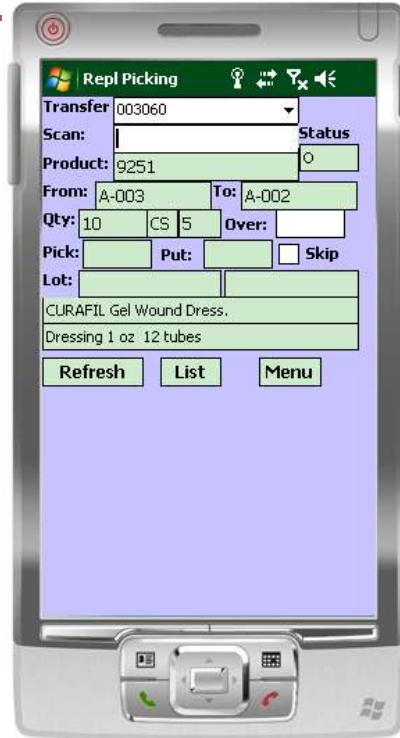 Repl Picking
Transfer 003060
Scan: Status
Product: 9251 O
From: A-003 To: A-002
Qty: 10 CS 5 Over:
Pick: Put: Skip
Lot:
CURAFIL Gel Wound Dress.
Dressing 1 oz 12 tubes
Refresh List Menu